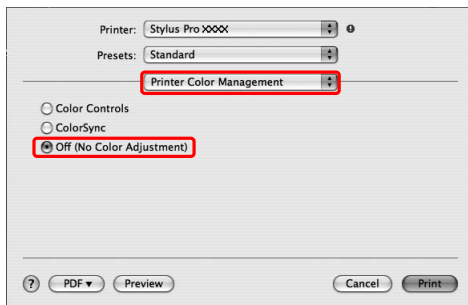 Printer: Stylus Pro XXXX
Presets: Standard
Printer Color Management
Color Controls
ColorSync
Off (No Color Adjustment)
? PDF ▼ Preview Cancel Print